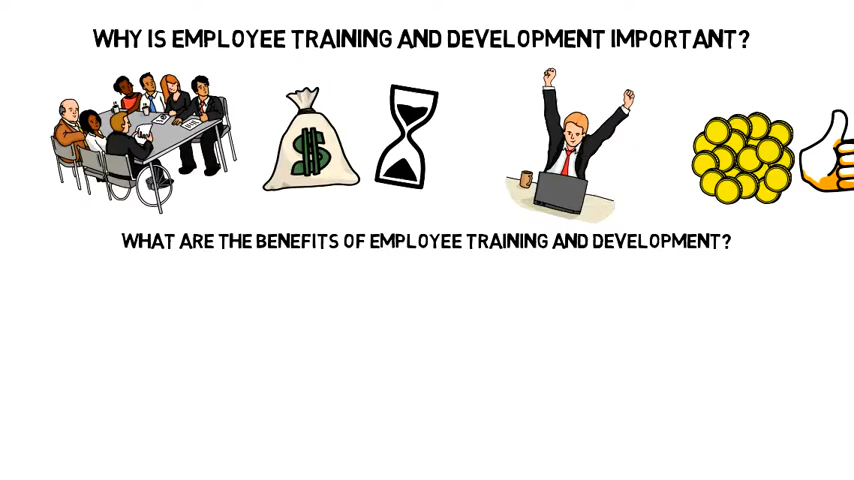 WHY IS EMPLOYEE TRAINING AND DEVELOPMENT IMPORTANT?
$
WHAT ARE THE BENEFITS OF EMPLOYEE TRAINING AND DEVELOPMENT?